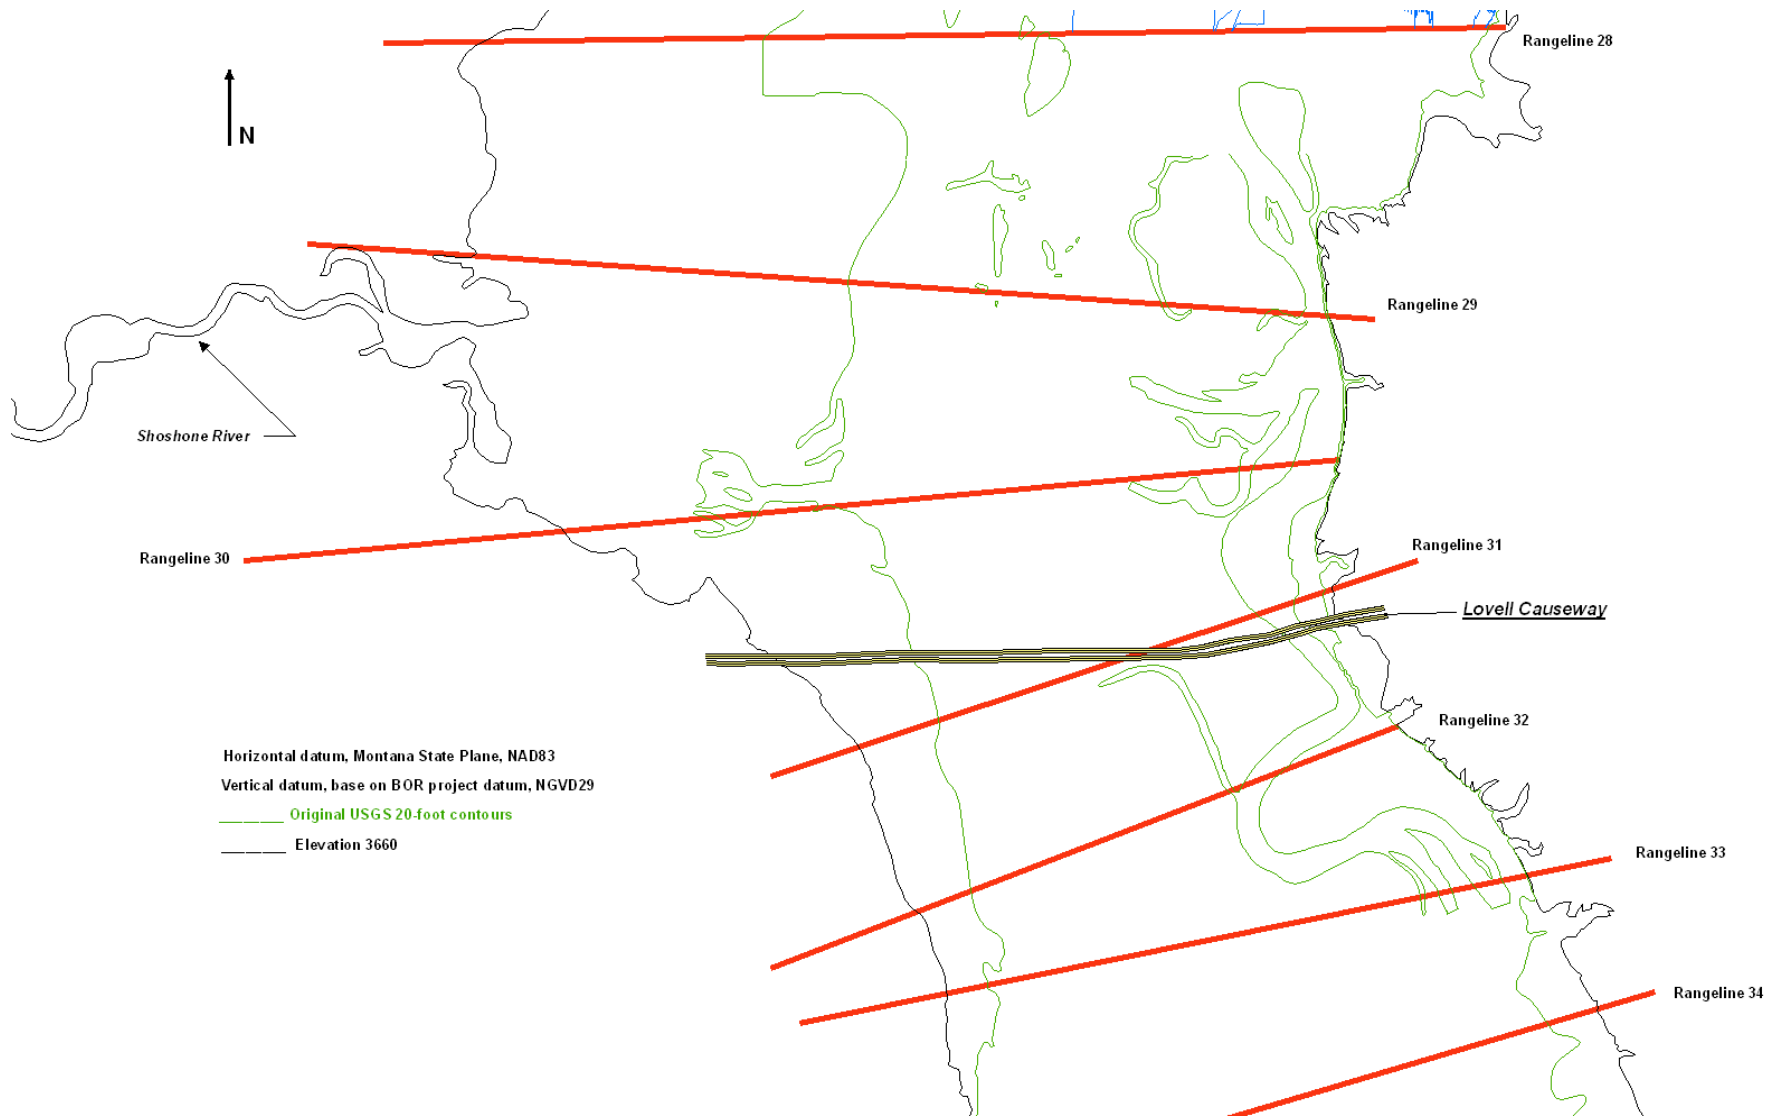 Rangeline 28
N
Rangeline 29
Shoshone River
Rangeline 30
Rangeline 31
Lovell Causeway
Rangeline 32
Horizontal datum, Montana State Plane, NAD83
Vertical datum, base on BOR project datum, NGVD29
Original USGS 20-foot contours
Elevation 3660
Rangeline 33
Rangeline 34